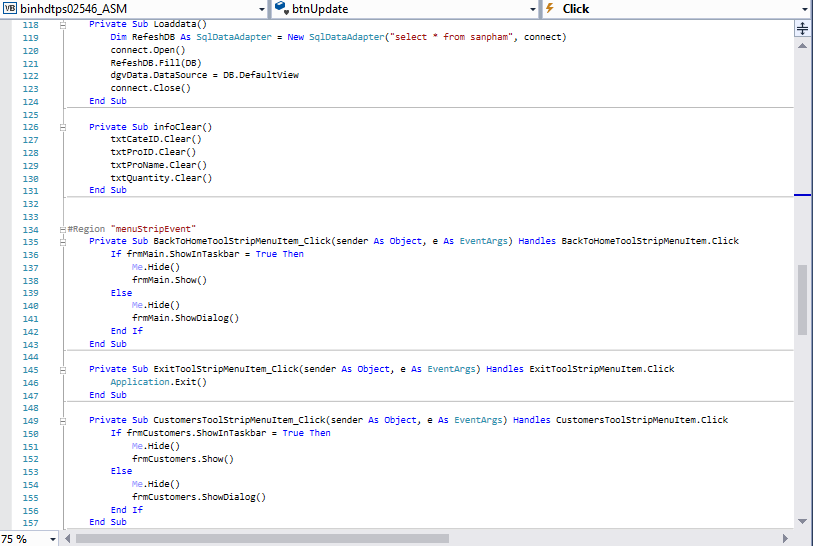 binhdtps02546_ASM btnUpdate Click
118 Private Sub Loaddata()
119 Dim RefeshDB As SqlDataAdapter = New SqlDataAdapter("select * from sanpham", connect)
120 connect.Open()
121 RefeshDB.Fill(DB)
122 dgvData.DataSource = DB.DefaultView
123 connect.Close()
124 End Sub
125
126 Private Sub infoClear()
127 txtCateID.Clear()
128 txtProID.Clear()
129 txtProName.Clear()
130 txtQuantity.Clear()
131 End Sub
132
133
134 #Region "menuStripEvent"
135 Private Sub BackToHomeToolStripMenuItem_Click(sender As Object, e As EventArgs) Handles BackToHomeToolStripMenuItem.Click
136 If frmMain.ShowInTaskbar = True Then
137 Me.Hide()
138 frmMain.Show()
139 Else
140 Me.Hide()
141 frmMain.ShowDialog()
142 End If
143 End Sub
144
145 Private Sub ExitToolStripMenuItem_Click(sender As Object, e As EventArgs) Handles ExitToolStripMenuItem.Click
146 Application.Exit()
147 End Sub
148
149 Private Sub CustomersToolStripMenuItem_Click(sender As Object, e As EventArgs) Handles CustomersToolStripMenuItem.Click
150 If frmCustomers.ShowInTaskbar = True Then
151 Me.Hide()
152 frmCustomers.Show()
153 Else
154 Me.Hide()
155 frmCustomers.ShowDialog()
156 End If
157 End Sub
75 %